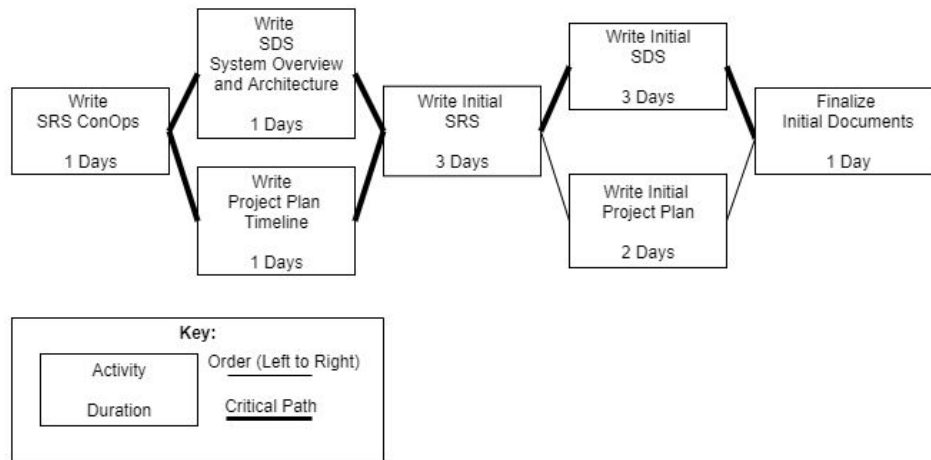 Write
SRS ConOps
1 Days
Write
SDS
System Overview
and Architecture
1 Days
Write
Project Plan
Timeline
1 Days
Write Initial
SRS
3 Days
Write Initial
SDS
3 Days
Write Initial
Project Plan
2 Days
Finalize
Initial Documents
1 Day
Key:
Activity
Duration
Order (Left to Right)
Critical Path